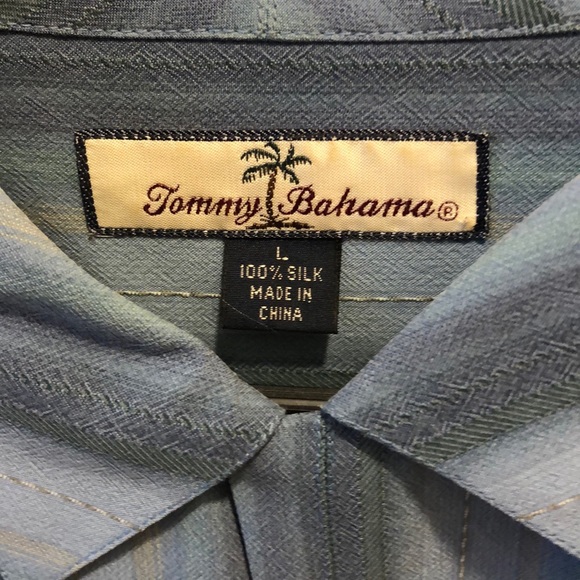 Tommy Bahama®
L
100% SILK
MADE IN
CHINA